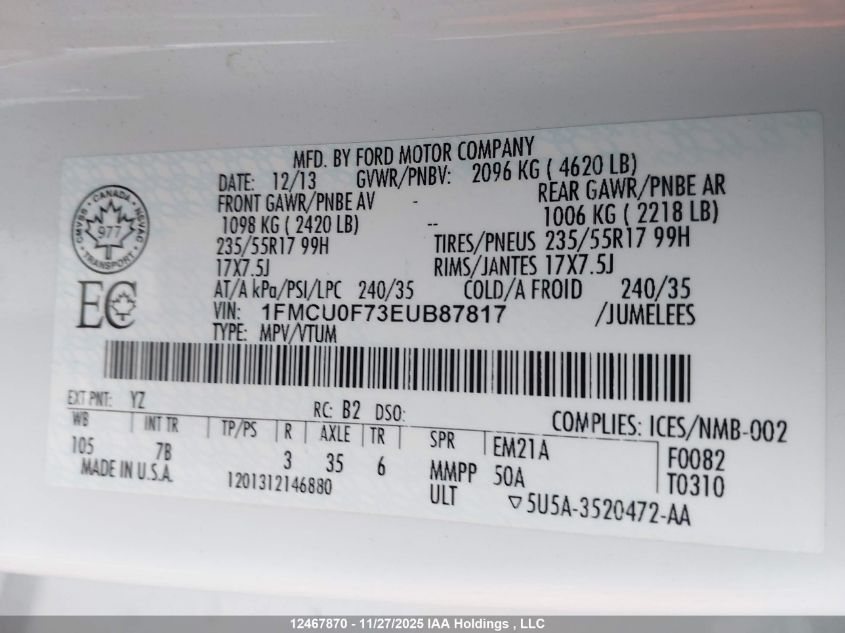 MFD. BY FORD MOTOR COMPANY
DATE: 12/13 GVWR/PNBV: 2096 KG ( 4620 LB)
FRONT GAWR/PNBE AV - REAR GAWR/PNBE AR
1098 KG ( 2420 LB) -- 1006 KG ( 2218 LB)
235/55R17 99H TIRES/PNEUS 235/55R17 99H
17X7.5J RIMS/JANTES 17X7.5J
AT/A kPa/PSI/LPC 240/35 COLD/A FROID 240/35
VIN: 1FMCU0F73EUB87817 /JUMELEES
TYPE: MPV/VTUM
CANADA
CMVSS NSVAC
977
TRANSPORT
EC
EXT PNT: YZ RC: B2 DSO: COMPLIES: ICES/NMB-002
WB INT TR TP/PS R AXLE TR SPR EM21A F0082
105 7B 3 35 6 MMPP 50A T0310
MADE IN U.S.A. 1201312146880 ULT ▽5U5A-3520472-AA
12467870 - 11/27/2025 IAA Holdings , LLC